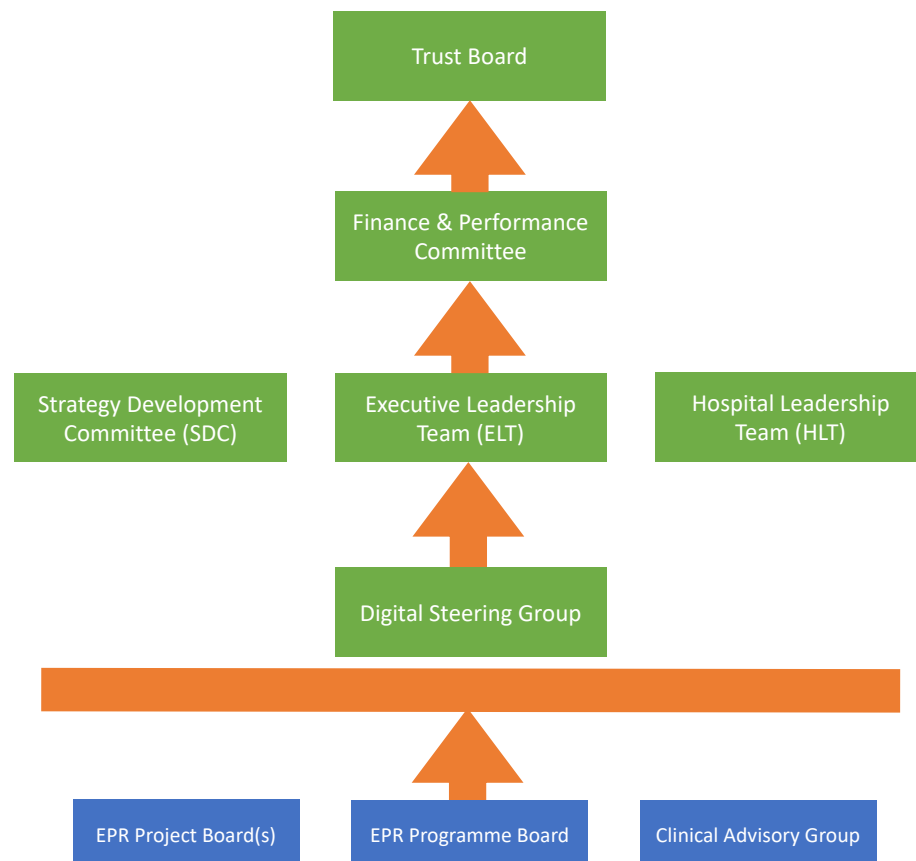 Trust Board
Finance & Performance
Committee
Strategy Development
Committee (SDC)
Executive Leadership
Team (ELT)
Hospital Leadership
Team (HLT)
Digital Steering Group
EPR Project Board(s)
EPR Programme Board
Clinical Advisory Group